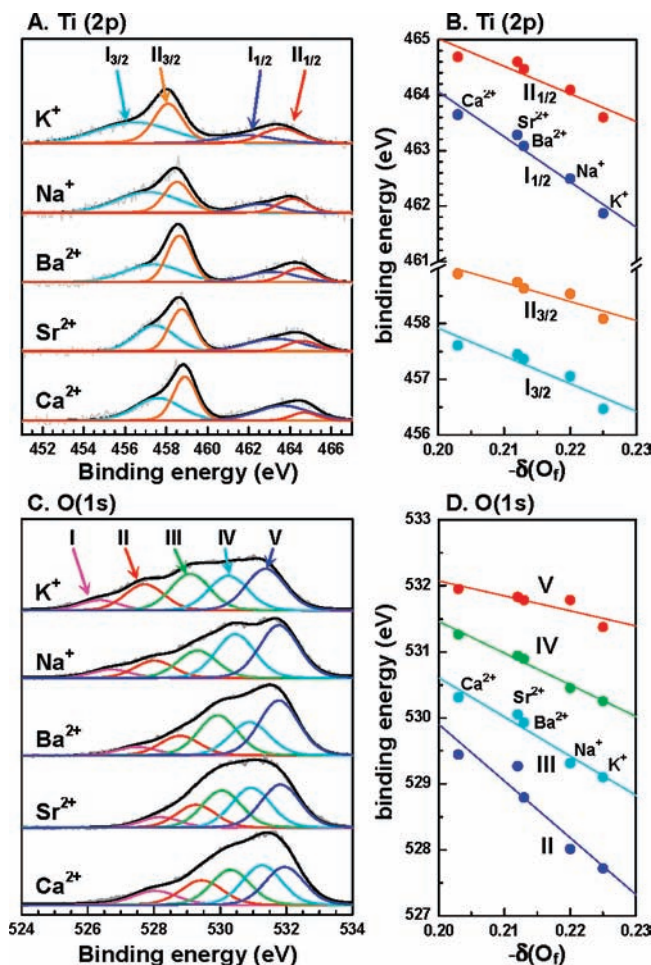 A. Ti (2p)
I3/2 II3/2 I1/2 II1/2
K+
Na+
Ba2+
Sr2+
Ca2+
452 454 456 458 460 462 464 466
Binding energy (eV)
B. Ti (2p)
465
464
463
462
461
458
457
456
binding energy (eV)
II1/2
Ca2+
Sr2+
Ba2+
I1/2
Na+
K+
II3/2
I3/2
0.20 0.21 0.22 0.23
-δ(Of)
C. O(1s)
I II III IV V
K+
Na+
Ba2+
Sr2+
Ca2+
524 526 528 530 532 534
Binding energy (eV)
D. O(1s)
533
532
531
530
529
528
527
binding energy (eV)
V
IV
Ca2+
Sr2+
Ba2+
Na+
K+
III
II
0.20 0.21 0.22 0.23
-δ(Of)